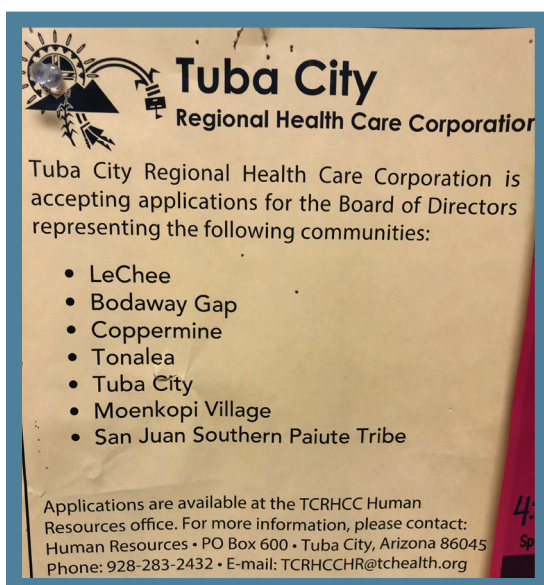 Tuba City
Regional Health Care Corporation
Tuba City Regional Health Care Corporation is
accepting applications for the Board of Directors
representing the following communities:
• LeChee
• Bodaway Gap
• Coppermine
• Tonalea
• Tuba City
• Moenkopi Village
• San Juan Southern Paiute Tribe
Applications are available at the TCRHCC Human
Resources office. For more information, please contact:
Human Resources • PO Box 600 • Tuba City, Arizona 86045
Phone: 928-283-2432 • E-mail: TCRHCCHR@tchealth.org
4:
Sp